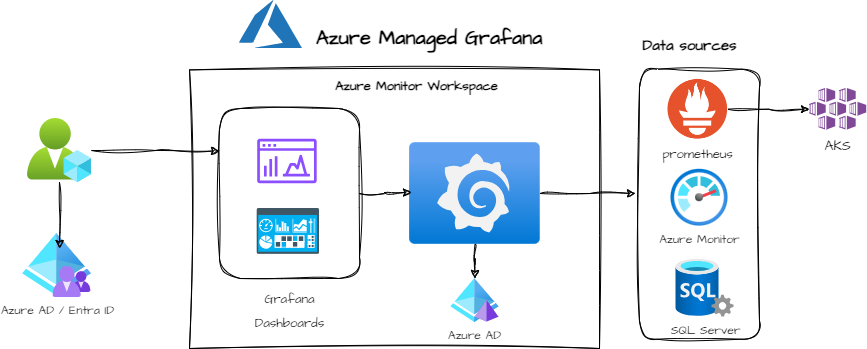 Azure Managed Grafana
Data sources
Azure Monitor Workspace
prometheus
AKS
Azure Monitor
SQL
SQL Server
Azure AD / Entra ID
Grafana
Dashboards
Azure AD